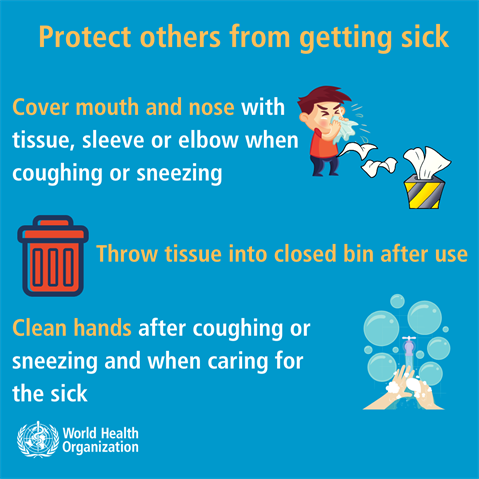 Protect others from getting sick
Cover mouth and nose with
tissue, sleeve or elbow when
coughing or sneezing
Throw tissue into closed bin after use
Clean hands after coughing or
sneezing and when caring for
the sick
World Health
Organization